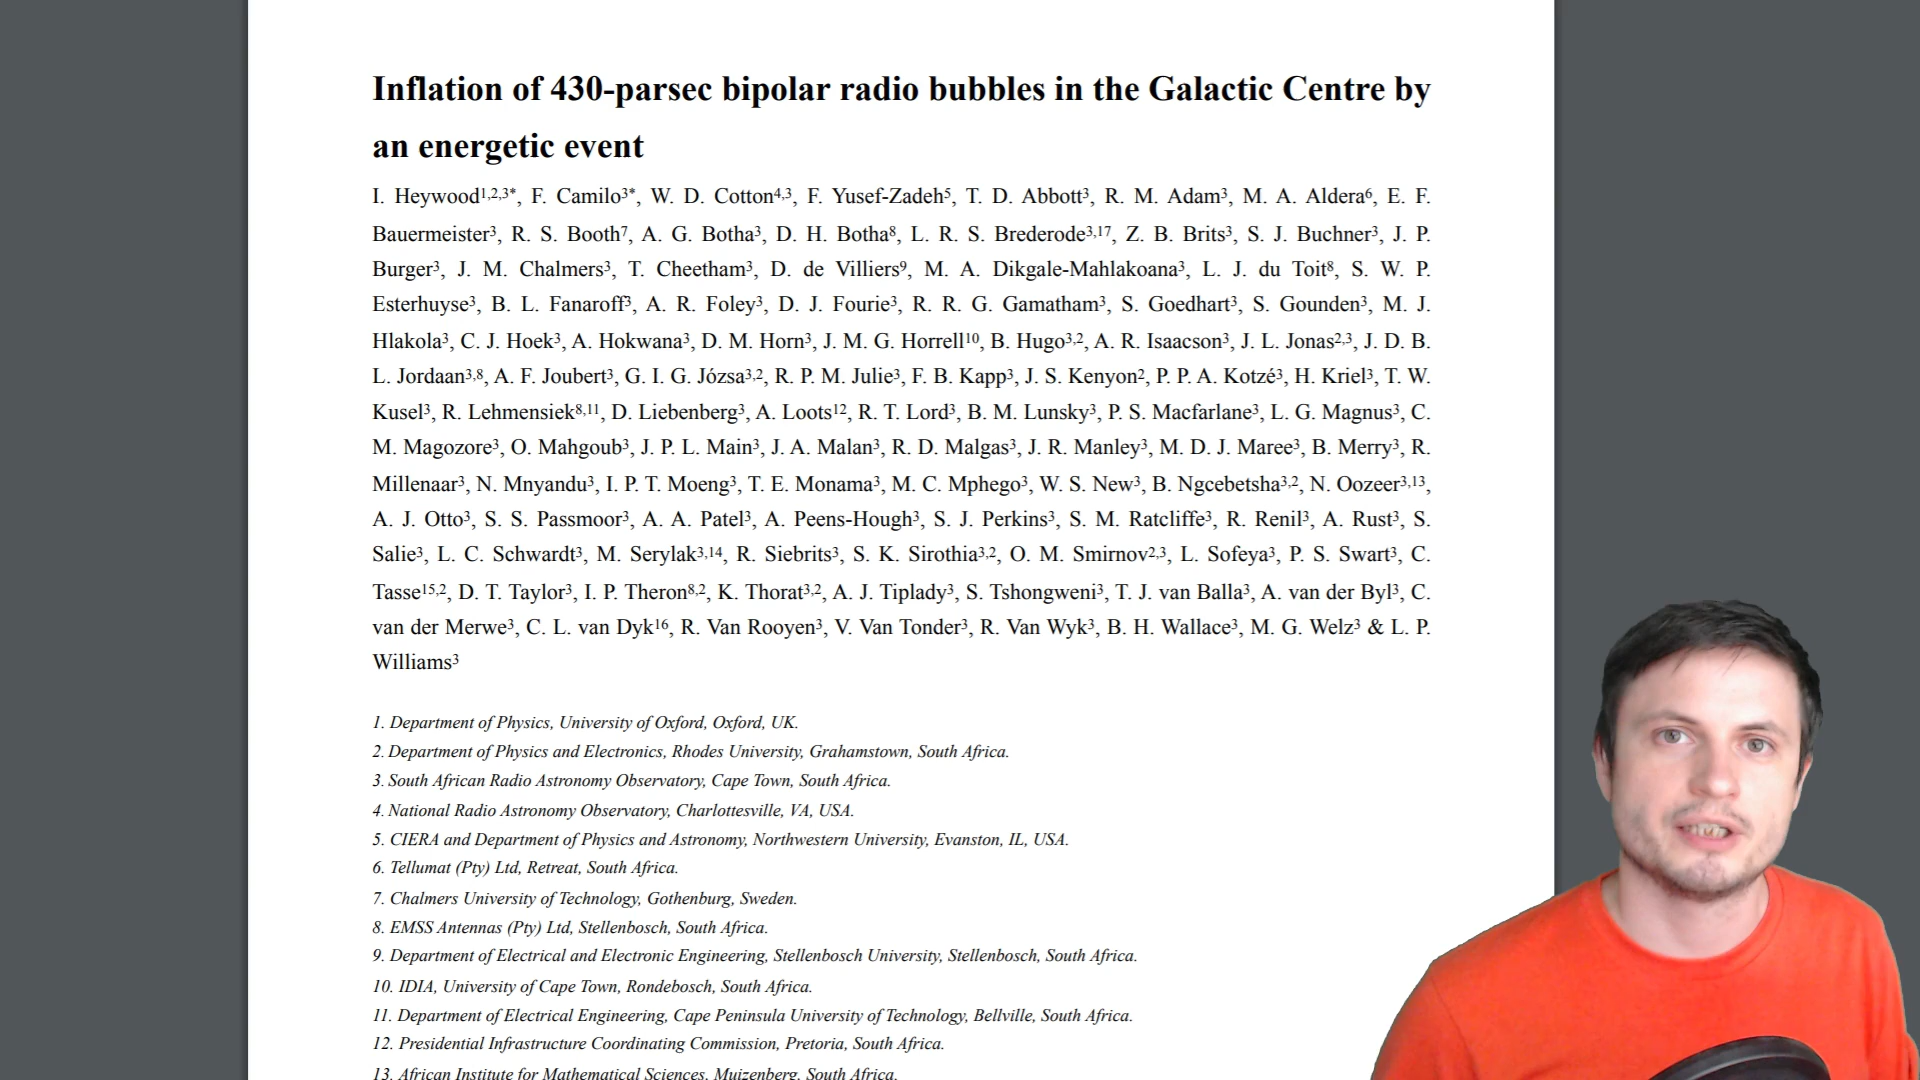 Inflation of 430-parsec bipolar radio bubbles in the Galactic Centre by
an energetic event
I. Heywood1,2,3*, F. Camilo3*, W. D. Cotton4,3, F. Yusef-Zadeh5, T. D. Abbott3, R. M. Adam3, M. A. Aldera6, E. F.
Bauermeister3, R. S. Booth7, A. G. Botha3, D. H. Botha8, L. R. S. Brederode3,17, Z. B. Brits3, S. J. Buchner3, J. P.
Burger3, J. M. Chalmers3, T. Cheetham3, D. de Villiers9, M. A. Dikgale-Mahlakoana3, L. J. du Toit8, S. W. P.
Esterhuyse3, B. L. Fanaroff3, A. R. Foley3, D. J. Fourie3, R. R. G. Gamatham3, S. Goedhart3, S. Gounden3, M. J.
Hlakola3, C. J. Hoek3, A. Hokwana3, D. M. Horn3, J. M. G. Horrell10, B. Hugo3,2, A. R. Isaacson3, J. L. Jonas2,3, J. D. B.
L. Jordaan3,8, A. F. Joubert3, G. I. G. Józsa3,2, R. P. M. Julie3, F. B. Kapp3, J. S. Kenyon2, P. P. A. Kotzé3, H. Kriel3, T. W.
Kusel3, R. Lehmensiek8,11, D. Liebenberg3, A. Loots12, R. T. Lord3, B. M. Lunsky3, P. S. Macfarlane3, L. G. Magnus3, C.
M. Magozore3, O. Mahgoub3, J. P. L. Main3, J. A. Malan3, R. D. Malgas3, J. R. Manley3, M. D. J. Maree3, B. Merry3, R.
Millenaar3, N. Mnyandu3, I. P. T. Moeng3, T. E. Monama3, M. C. Mphego3, W. S. New3, B. Ngcebetsha3,2, N. Oozeer3,13,
A. J. Otto3, S. S. Passmoor3, A. A. Patel3, A. Peens-Hough3, S. J. Perkins3, S. M. Ratcliffe3, R. Renil3, A. Rust3, S.
Salie3, L. C. Schwardt3, M. Serylak3,14, R. Siebrits3, S. K. Sirothia3,2, O. M. Smirnov2,3, L. Sofeya3, P. S. Swart3, C.
Tasse15,2, D. T. Taylor3, I. P. Theron8,2, K. Thorat3,2, A. J. Tiplady3, S. Tshongweni3, T. J. van Balla3, A. van der Byl3, C.
van der Merwe3, C. L. van Dyk16, R. Van Rooyen3, V. Van Tonder3, R. Van Wyk3, B. H. Wallace3, M. G. Welz3 & L. P.
Williams3
1. Department of Physics, University of Oxford, Oxford, UK.
2. Department of Physics and Electronics, Rhodes University, Grahamstown, South Africa.
3. South African Radio Astronomy Observatory, Cape Town, South Africa.
4. National Radio Astronomy Observatory, Charlottesville, VA, USA.
5. CIERA and Department of Physics and Astronomy, Northwestern University, Evanston, IL, USA.
6. Tellumat (Pty) Ltd, Retreat, South Africa.
7. Chalmers University of Technology, Gothenburg, Sweden.
8. EMSS Antennas (Pty) Ltd, Stellenbosch, South Africa.
9. Department of Electrical and Electronic Engineering, Stellenbosch University, Stellenbosch, South Africa.
10. IDIA, University of Cape Town, Rondebosch, South Africa.
11. Department of Electrical Engineering, Cape Peninsula University of Technology, Bellville, South Africa.
12. Presidential Infrastructure Coordinating Commission, Pretoria, South Africa.
13. African Institute for Mathematical Sciences, Muizenberg, South Africa.